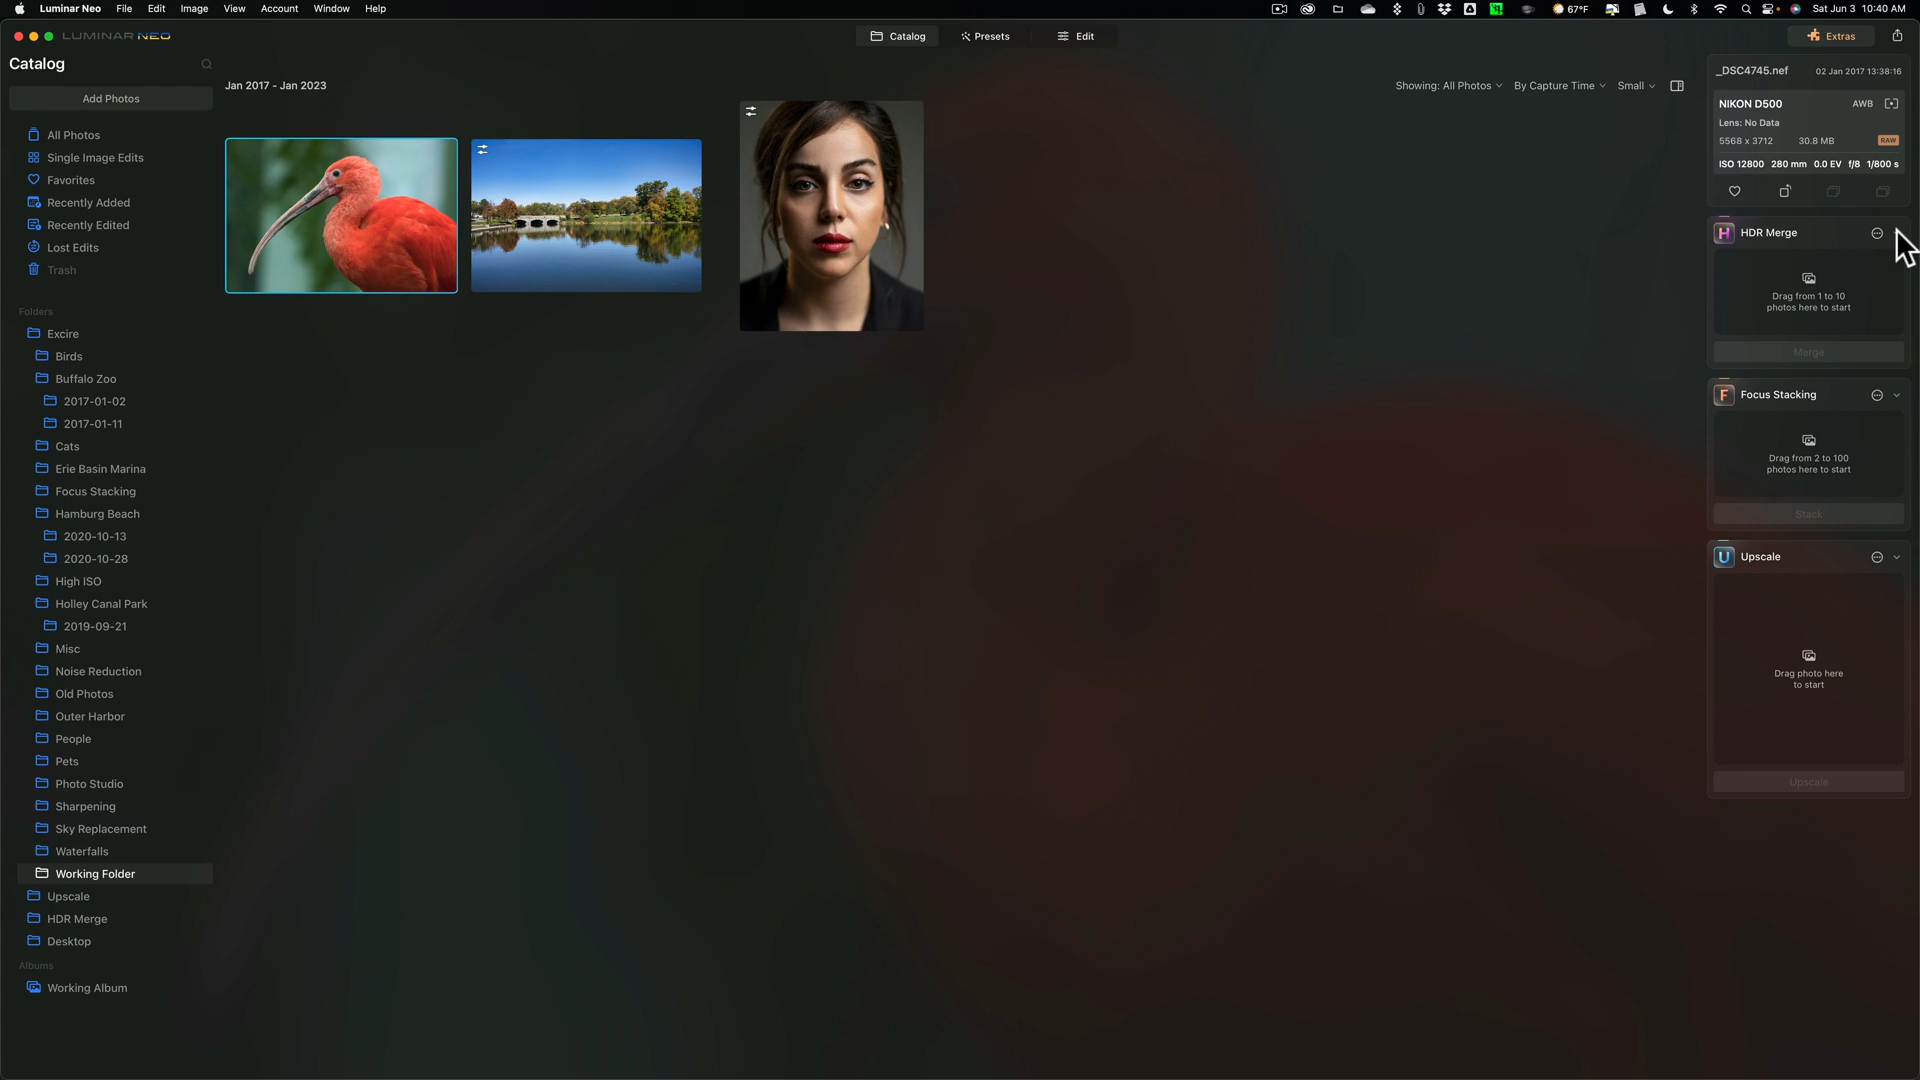 Luminar Neo File Edit Image View Account Window Help
67°F Sat Jun 3 10:40 AM
LUMINAR NEO
Catalog Presets Edit
Extras
Catalog
Add Photos
All Photos
Single Image Edits
Favorites
Recently Added
Recently Edited
Lost Edits
Trash
Folders
Excire
Birds
Buffalo Zoo
2017-01-02
2017-01-11
Cats
Erie Basin Marina
Focus Stacking
Hamburg Beach
2020-10-13
2020-10-28
High ISO
Holley Canal Park
2019-09-21
Misc
Noise Reduction
Old Photos
Outer Harbor
People
Pets
Photo Studio
Sharpening
Sky Replacement
Waterfalls
Working Folder
Upscale
HDR Merge
Desktop
Albums
Working Album
Jan 2017 - Jan 2023
Showing: All Photos By Capture Time Small
_DSC4745.nef 02 Jan 2017 13:38:16
NIKON D500 AWB
Lens: No Data
5568 x 3712 30.8 MB RAW
ISO 12800 280 mm 0.0 EV f/8 1/800 s
H HDR Merge
Drag from 1 to 10
photos here to start
Merge
F Focus Stacking
Drag from 2 to 100
photos here to start
Stack
U Upscale
Drag photo here
to start
Upscale